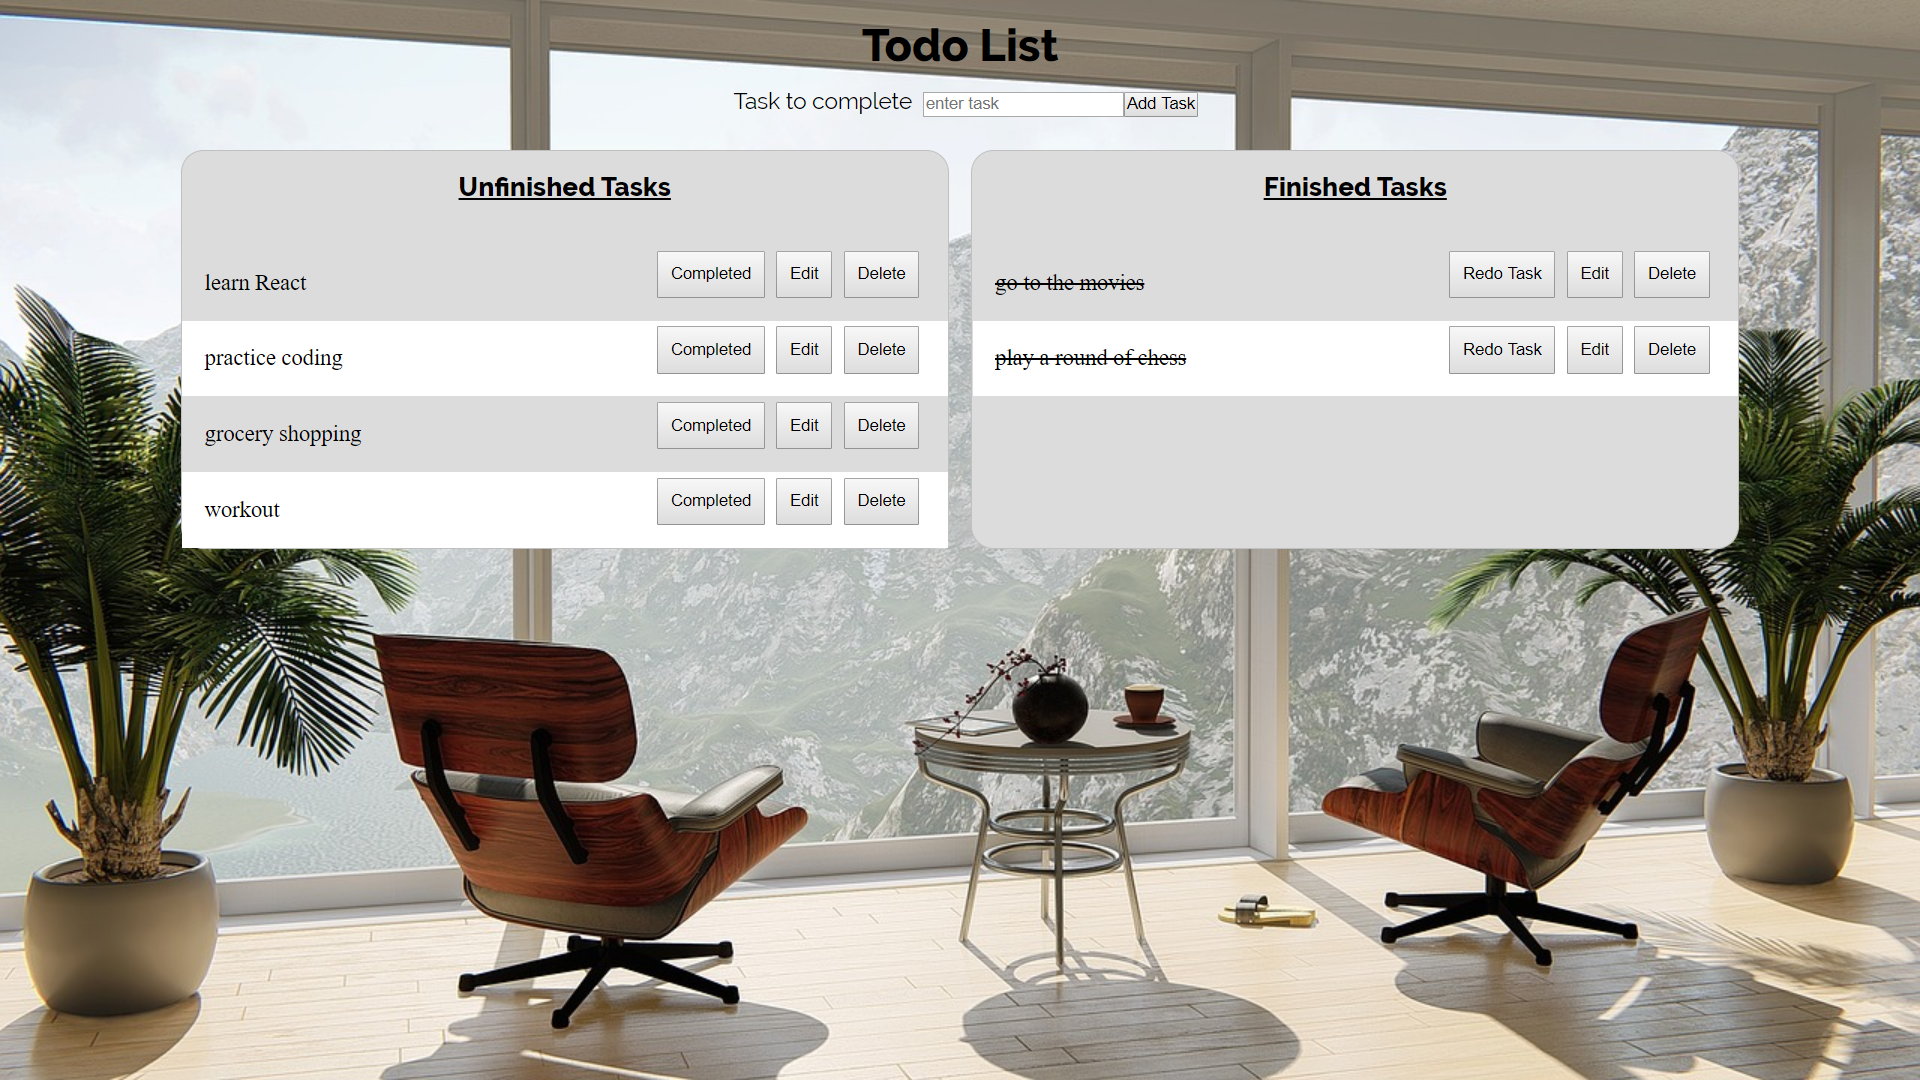 Todo List
Task to complete enter task Add Task
Unfinished Tasks
learn React Completed Edit Delete
practice coding Completed Edit Delete
grocery shopping Completed Edit Delete
workout Completed Edit Delete
Finished Tasks
go to the movies Redo Task Edit Delete
play a round of chess Redo Task Edit Delete